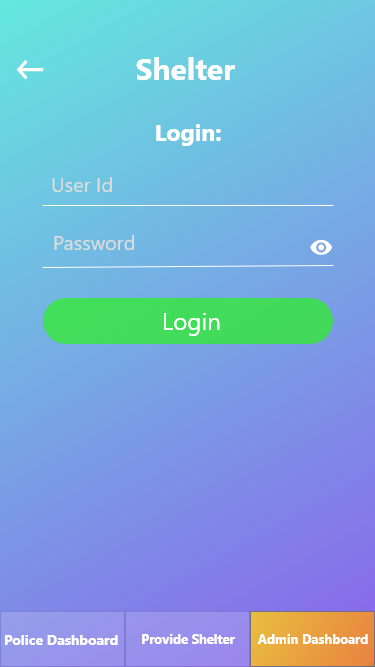 Shelter
Login:
User Id
Password
Login
Police Dashboard
Provide Shelter
Admin Dashboard